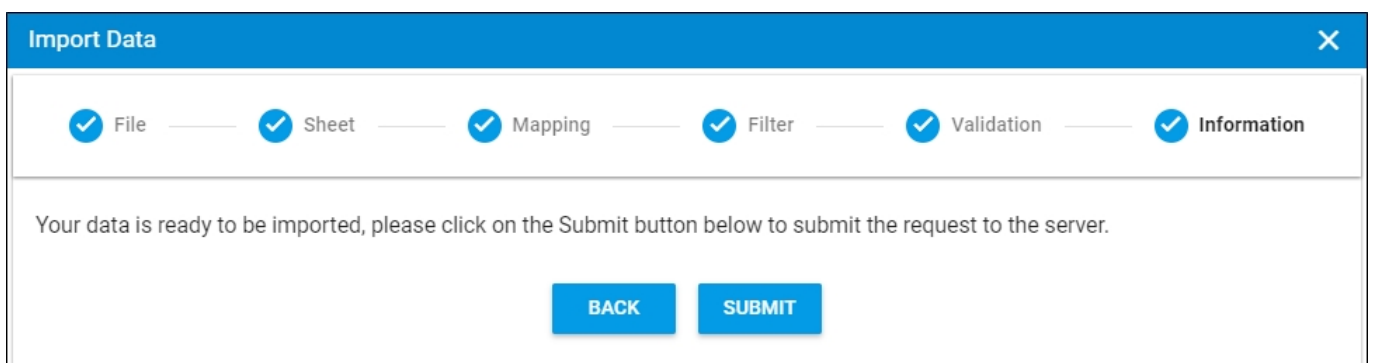 Import Data
File Sheet Mapping Filter Validation Information
Your data is ready to be imported, please click on the Submit button below to submit the request to the server.
BACK SUBMIT